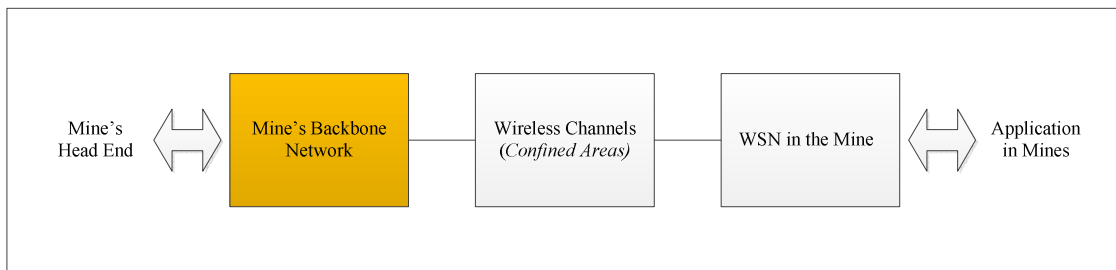 Mine's
Head End
Mine's Backbone
Network
Wireless Channels
(Confined Areas)
WSN in the Mine
Application
in Mines